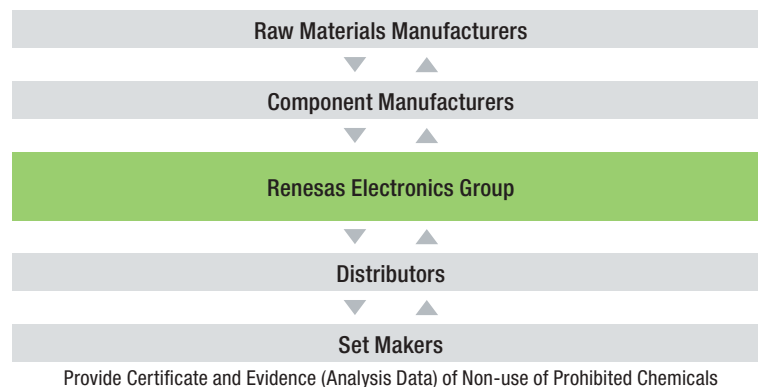 Raw Materials Manufacturers
Component Manufacturers
Renesas Electronics Group
Distributors
Set Makers
Provide Certificate and Evidence (Analysis Data) of Non-use of Prohibited Chemicals